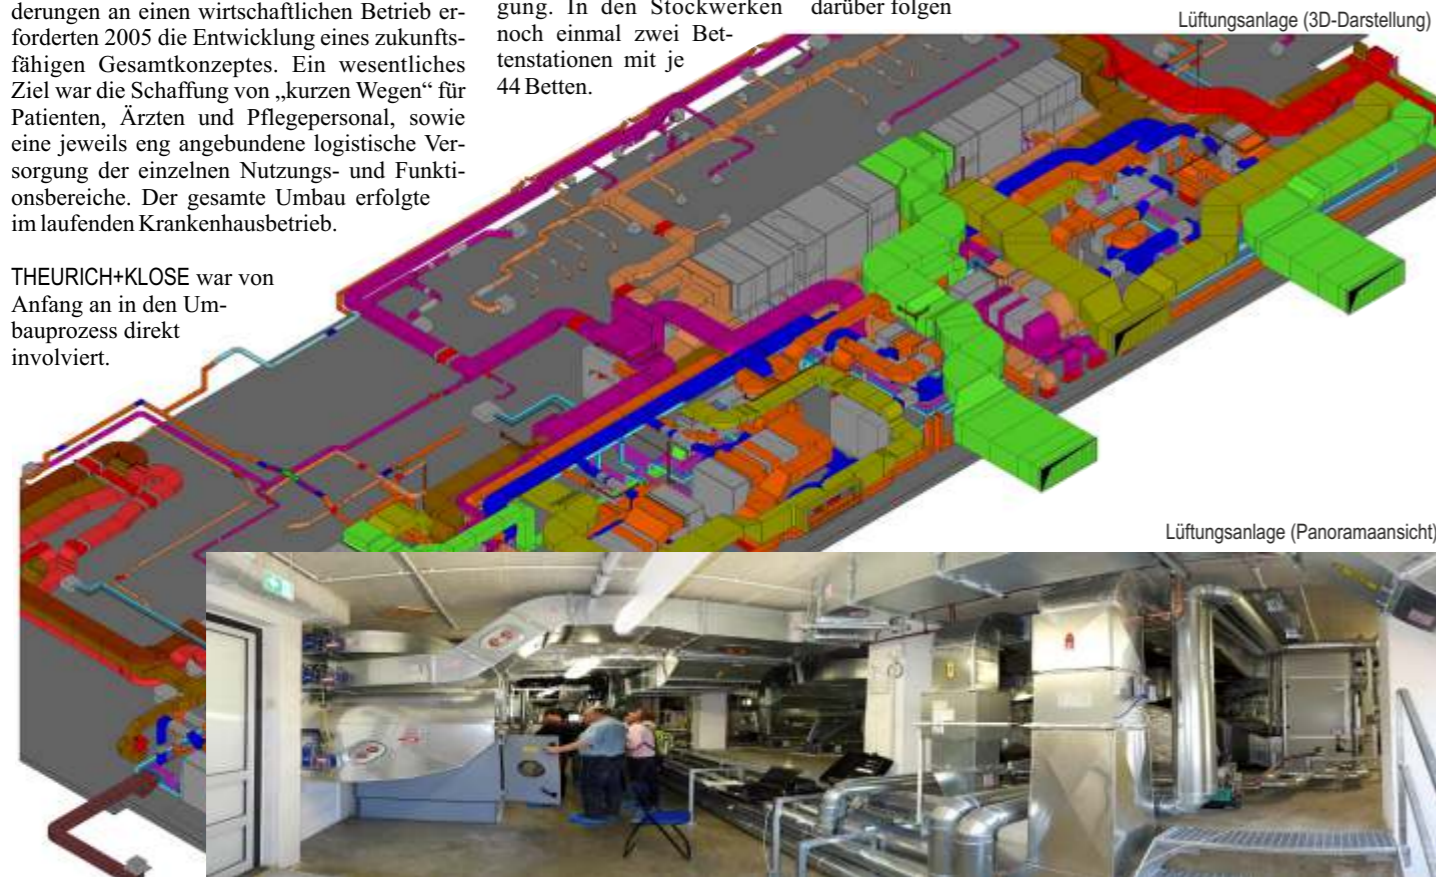 derungen an einen wirtschaftlichen Betrieb er-
forderten 2005 die Entwicklung eines zukunfts-
fähigen Gesamtkonzeptes. Ein wesentliches
Ziel war die Schaffung von „kurzen Wegen“ für
Patienten, Ärzten und Pflegepersonal, sowie
eine jeweils eng angebundene logistische Ver-
sorgung der einzelnen Nutzungs- und Funkti-
onsbereiche. Der gesamte Umbau erfolgte
im laufenden Krankenhausbetrieb.
THEURICH+KLOSE war von
Anfang an in den Um-
bauprozess direkt
involviert.
gung. In den Stockwerken darüber folgen
noch einmal zwei Bet-
tenstationen mit je
44 Betten.
Lüftungsanlage (3D-Darstellung)
Lüftungsanlage (Panoramaansicht)